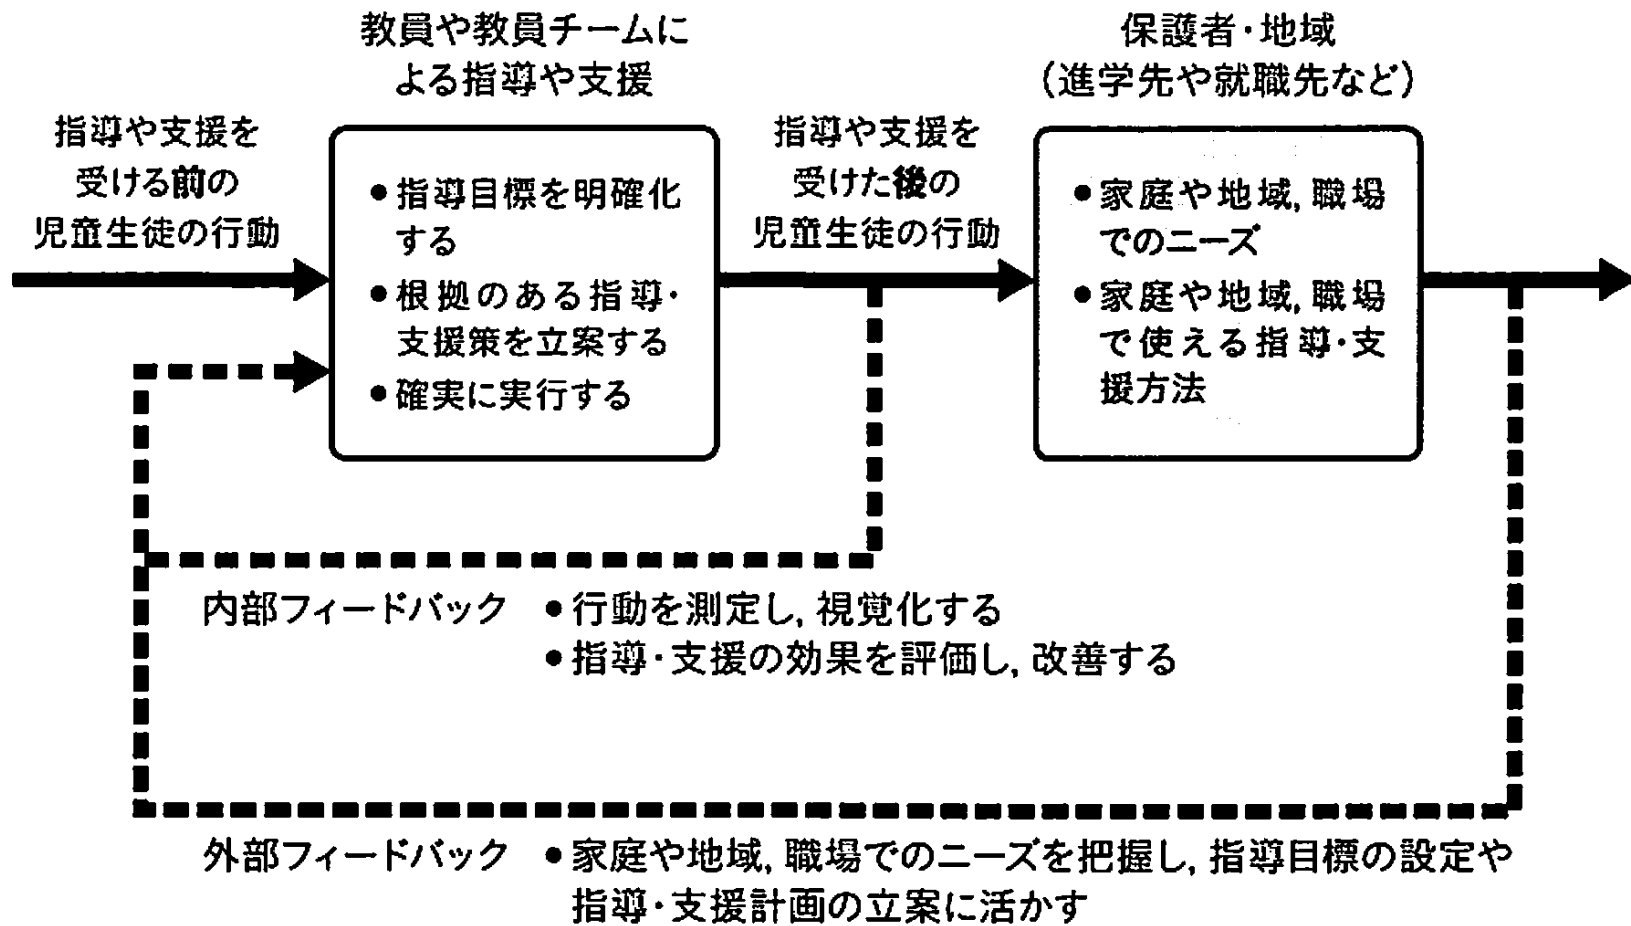 教員や教員チームに
よる指導や支援
保護者・地域
（進学先や就職先など）
指導や支援を
受ける前の
児童生徒の行動
●指導目標を明確化
する
●根拠のある指導・
支援策を立案する
●確実に実行する
指導や支援を
受けた後の
児童生徒の行動
●家庭や地域, 職場
でのニーズ
●家庭や地域, 職場
で使える指導・支
援方法
内部フィードバック ●行動を測定し, 視覚化する
●指導・支援の効果を評価し, 改善する
外部フィードバック ●家庭や地域, 職場でのニーズを把握し, 指導目標の設定や
指導・支援計画の立案に活かす